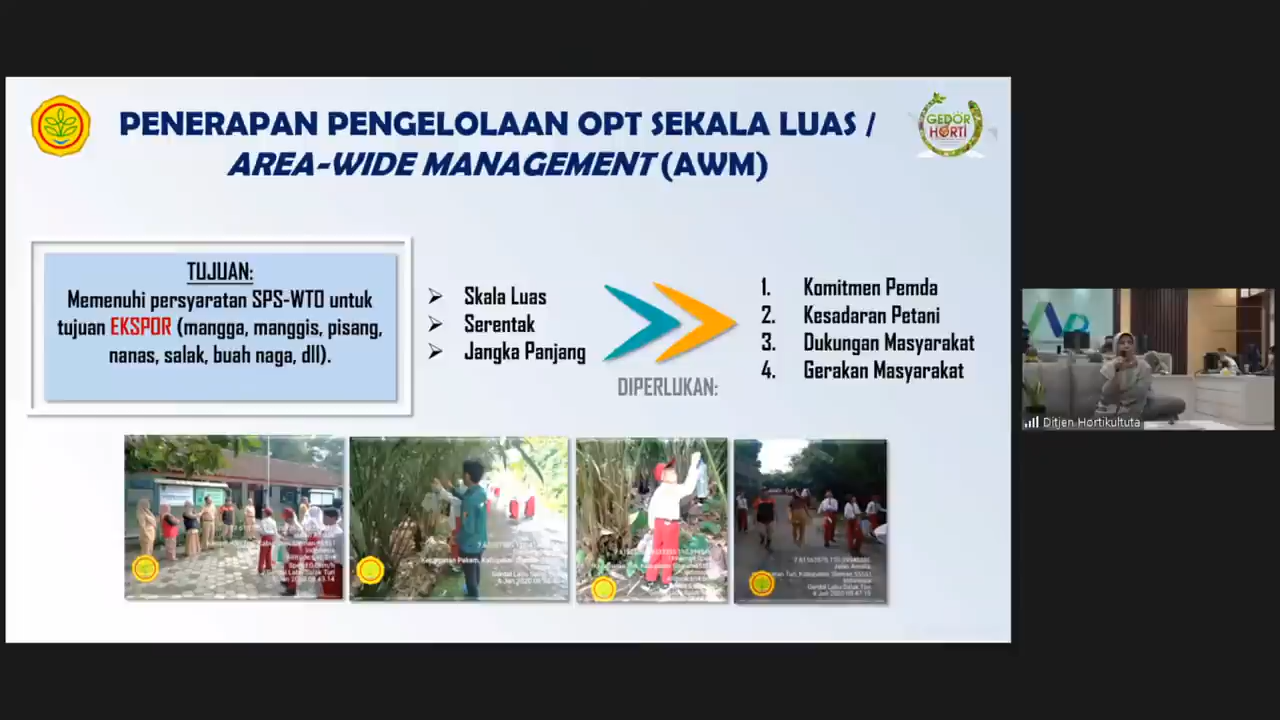 PENERAPAN PENGELOLAAN OPT SEKALA LUAS /
AREA-WIDE MANAGEMENT (AWM)
GEDOR
HORTI
TUJUAN:
Memenuhi persyaratan SPS-WTO untuk
tujuan EKSPOR (mangga, manggis, pisang,
nanas, salak, buah naga, dll).
➢ Skala Luas
➢ Serentak
➢ Jangka Panjang
DIPERLUKAN:
1. Komitmen Pemda
2. Kesadaran Petani
3. Dukungan Masyarakat
4. Gerakan Masyarakat
Ditjen Hortikultuta